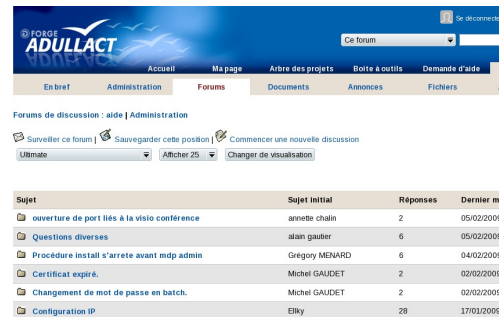 FORGE
ADULLACT
Se déconnecte
Ce forum
Accueil Ma page Arbre des projets Boite à outils Demande d'aide
En bref Administration Forums Documents Annonces Fichiers
Forums de discussion : aide | Administration
Surveiller ce forum | Sauvegarder cette position | Commencer une nouvelle discussion
Ultimate Afficher 25 Changer de visualisation
Sujet Sujet initial Réponses Dernier m
ouverture de port liés à la visio conférence annette chalin 2 05/02/2009
Questions diverses alain gautier 6 05/02/2009
Procédure install s'arrete avant mdp admin Grégory MENARD 6 04/02/2009
Certificat expiré. Michel GAUDET 2 02/02/2009
Changement de mot de passe en batch. Michel GAUDET 2 02/02/2009
Configuration IP Ellky 28 17/01/2009